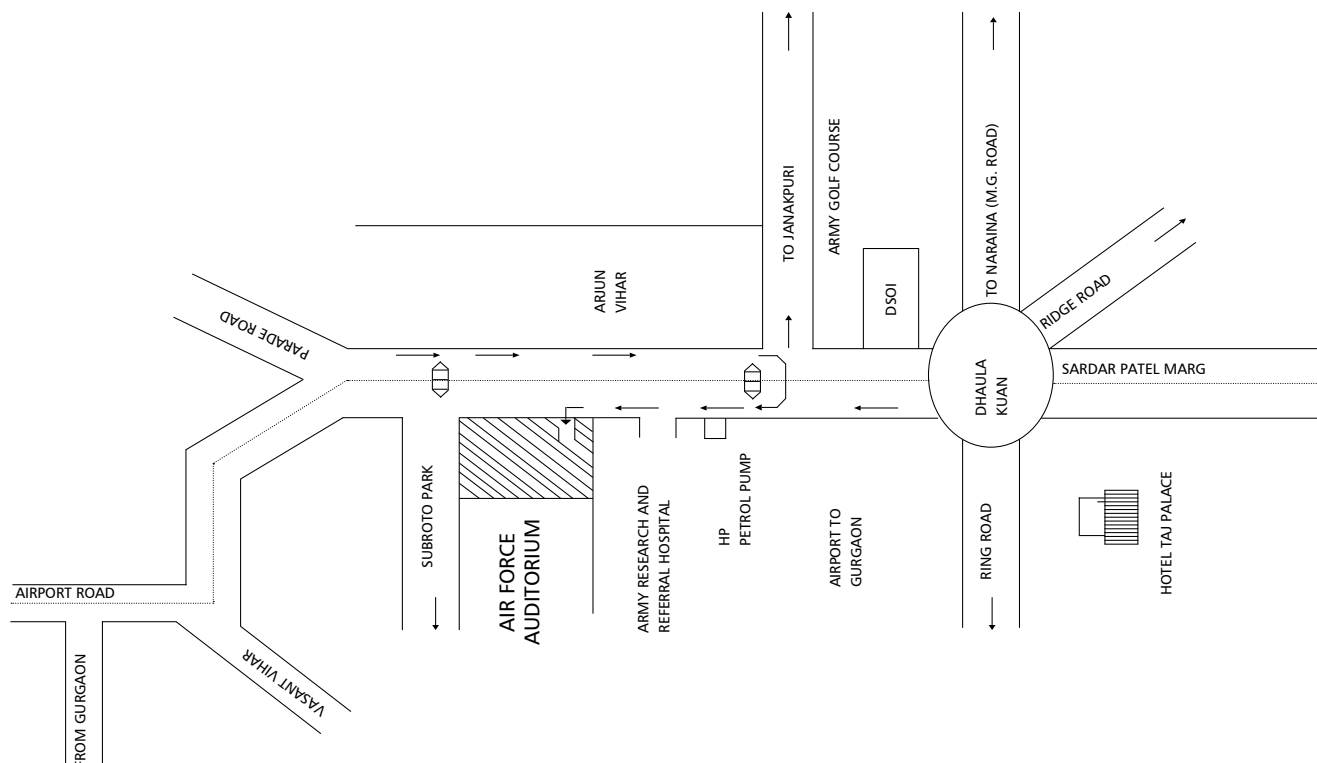 TO JANAKPURI
ARMY GOLF COURSE
TO NARAINA (M.G. ROAD)
ARJUN
VIHAR
DSOI
RIDGE ROAD
PARADE ROAD
SARDAR PATEL MARG
DHAULA
KUAN
SUBROTO PARK
AIR FORCE
AUDITORIUM
ARMY RESEARCH AND
REFERRAL HOSPITAL
HP
PETROL PUMP
AIRPORT TO
GURGAON
RING ROAD
HOTEL TAJ PALACE
AIRPORT ROAD
VASANT VIHAR
FROM GURGAON